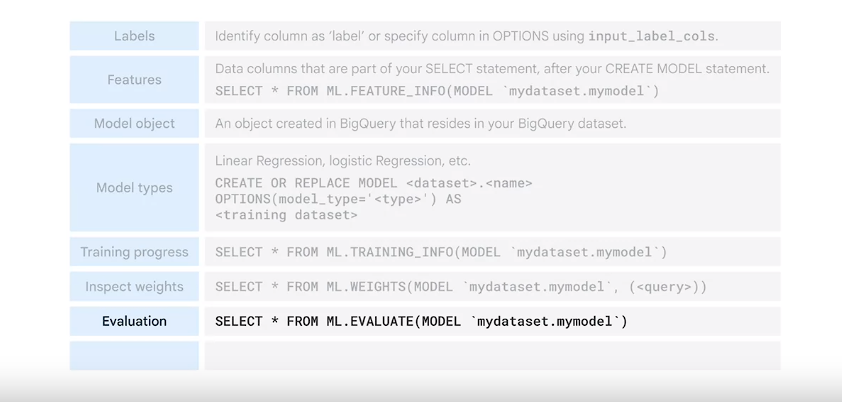 Labels
Identify column as ‘label’ or specify column in OPTIONS using input_label_cols.
Features
Data columns that are part of your SELECT statement, after your CREATE MODEL statement.
SELECT * FROM ML.FEATURE_INFO(MODEL `mydataset.mymodel`)
Model object
An object created in BigQuery that resides in your BigQuery dataset.
Model types
Linear Regression, logistic Regression, etc.
CREATE OR REPLACE MODEL <dataset>.<name>
OPTIONS(model_type='<type>') AS
<training dataset>
Training progress
SELECT * FROM ML.TRAINING_INFO(MODEL `mydataset.mymodel`)
Inspect weights
SELECT * FROM ML.WEIGHTS(MODEL `mydataset.mymodel`, (<query>))
Evaluation
SELECT * FROM ML.EVALUATE(MODEL `mydataset.mymodel`)